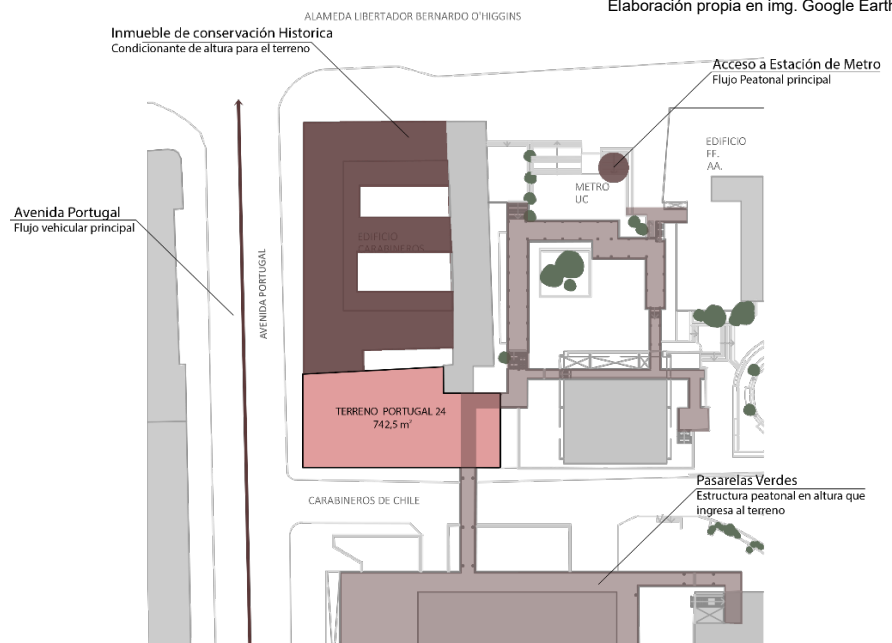 Elaboración propia en img. Google Earth
ALAMEDA LIBERTADOR BERNARDO O'HIGGINS
Inmueble de conservación Historica
Condicionante de altura para el terreno
Acceso a Estación de Metro
Flujo Peatonal principal
EDIFICIO
FF.
AA.
METRO
UC
Avenida Portugal
Flujo vehicular principal
EDIFICIO
CARABINEROS
AVENIDA PORTUGAL
TERRENO PORTUGAL 24
742,5 m²
CARABINEROS DE CHILE
Pasarelas Verdes
Estructura peatonal en altura que
ingresa al terreno